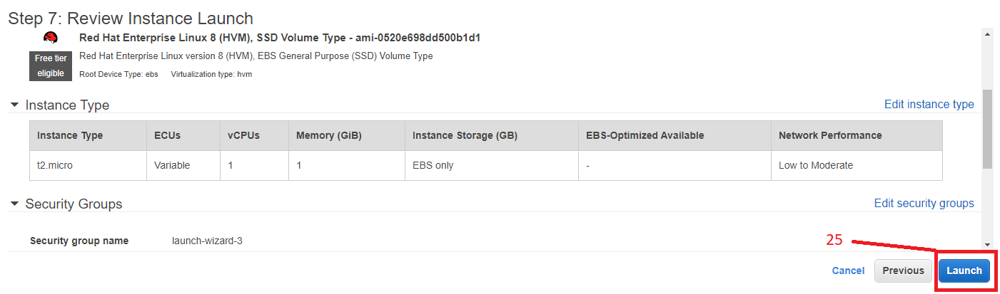 Step 7: Review Instance Launch
Red Hat Enterprise Linux 8 (HVM), SSD Volume Type - ami-0520e698dd500b1d1
Free tier eligible
Red Hat Enterprise Linux version 8 (HVM), EBS General Purpose (SSD) Volume Type
Root Device Type: ebs Virtualization type: hvm
Instance Type Edit instance type
Instance Type ECUs vCPUs Memory (GiB) Instance Storage (GB) EBS-Optimized Available Network Performance
t2.micro Variable 1 1 EBS only - Low to Moderate
Security Groups Edit security groups
Security group name launch-wizard-3
25
Cancel Previous Launch